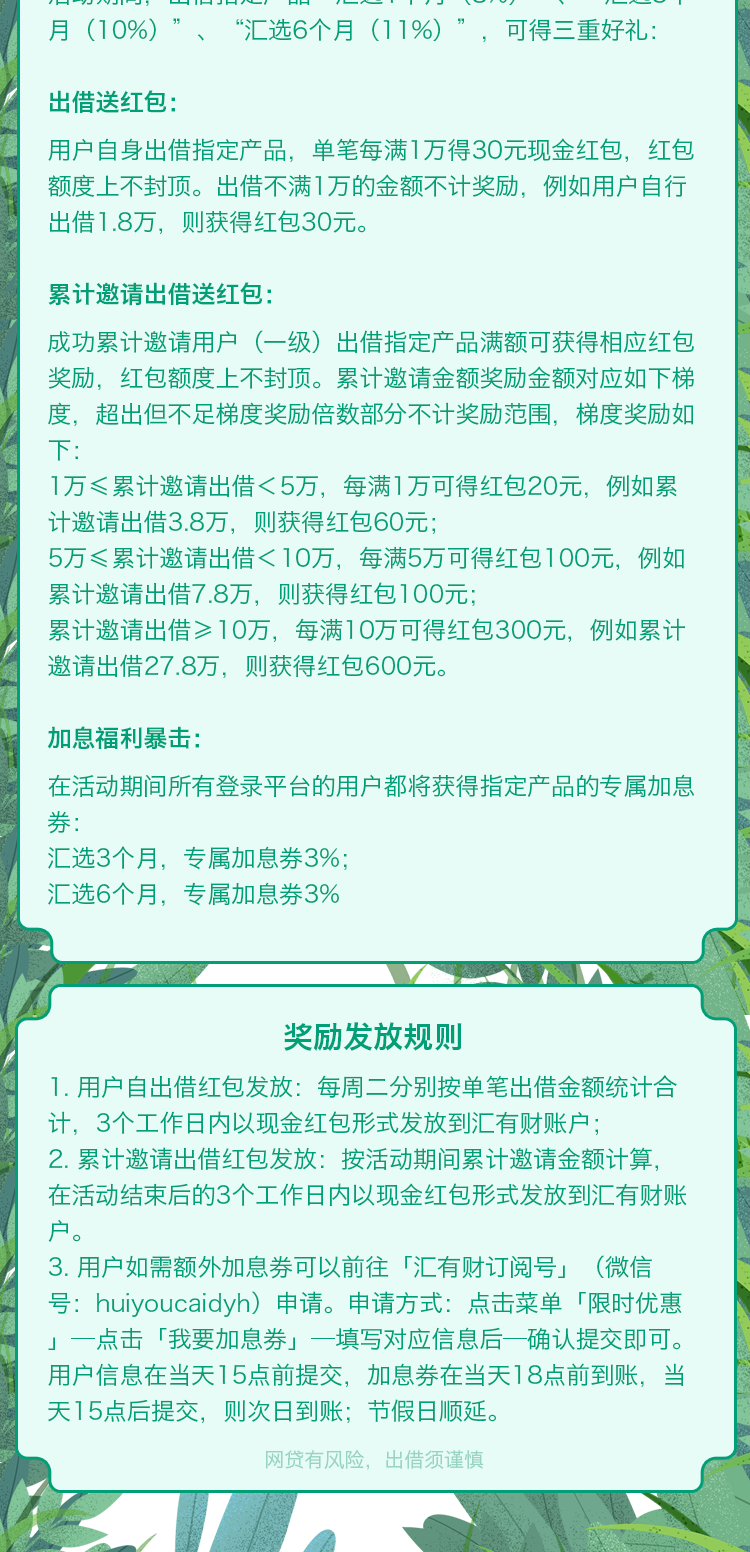 月（10%）”、“汇选6个月（11%）”，可得三重好礼：
出借送红包：
用户自身出借指定产品，单笔每满1万得30元现金红包，红包
额度上不封顶。出借不满1万的金额不计奖励，例如用户自行
出借1.8万，则获得红包30元。
累计邀请出借送红包：
成功累计邀请用户（一级）出借指定产品满额可获得相应红包
奖励，红包额度上不封顶。累计邀请金额奖励金额对应如下梯
度，超出但不足梯度奖励倍数部分不计奖励范围，梯度奖励如
下：
1万≤累计邀请出借＜5万，每满1万可得红包20元，例如累
计邀请出借3.8万，则获得红包60元；
5万≤累计邀请出借＜10万，每满5万可得红包100元，例如
累计邀请出借7.8万，则获得红包100元；
累计邀请出借≥10万，每满10万可得红包300元，例如累计
邀请出借27.8万，则获得红包600元。
加息福利暴击：
在活动期间所有登录平台的用户都将获得指定产品的专属加息
券：
汇选3个月，专属加息券3%；
汇选6个月，专属加息券3%
奖励发放规则
1. 用户自出借红包发放：每周二分别按单笔出借金额统计合
计，3个工作日内以现金红包形式发放到汇有财账户；
2. 累计邀请出借红包发放：按活动期间累计邀请金额计算，
在活动结束后的3个工作日内以现金红包形式发放到汇有财账
户。
3. 用户如需额外加息券可以前往「汇有财订阅号」（微信
号：huiyoucaidyh）申请。申请方式：点击菜单「限时优惠
」—点击「我要加息券」—填写对应信息后—确认提交即可。
用户信息在当天15点前提交，加息券在当天18点前到账，当
天15点后提交，则次日到账；节假日顺延。
网贷有风险，出借须谨慎